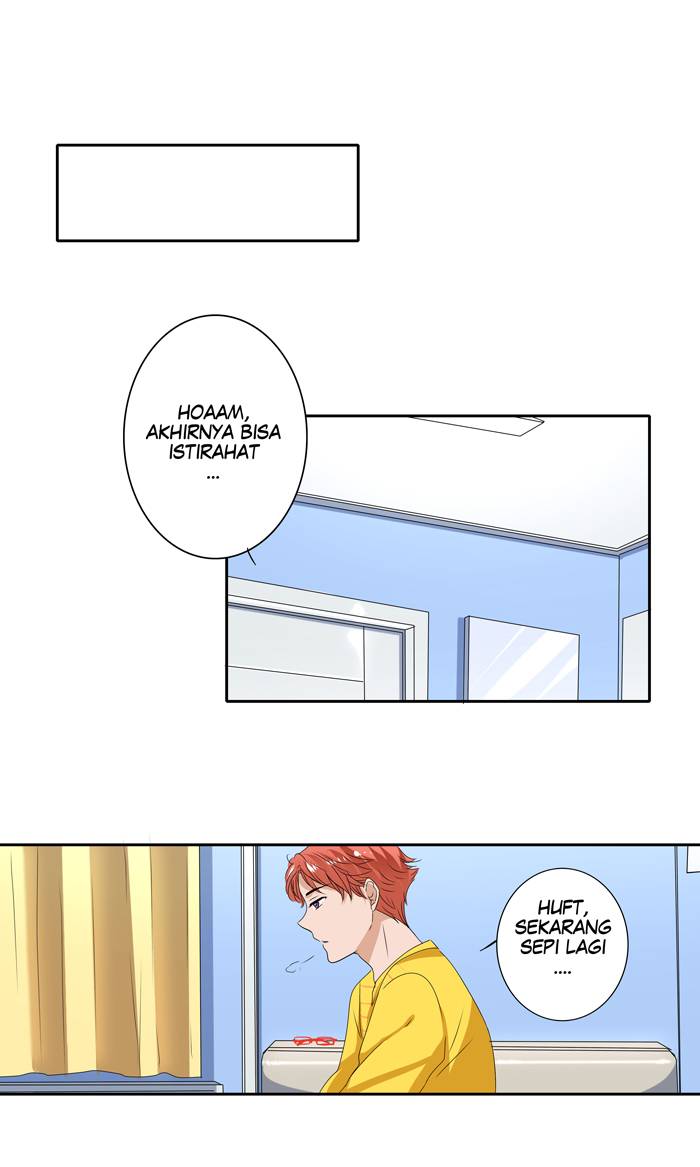 HOAAM,
AKHIRNYA BISA
ISTIRAHAT
...
HUFT,
SEKARANG
SEPI LAGI
....